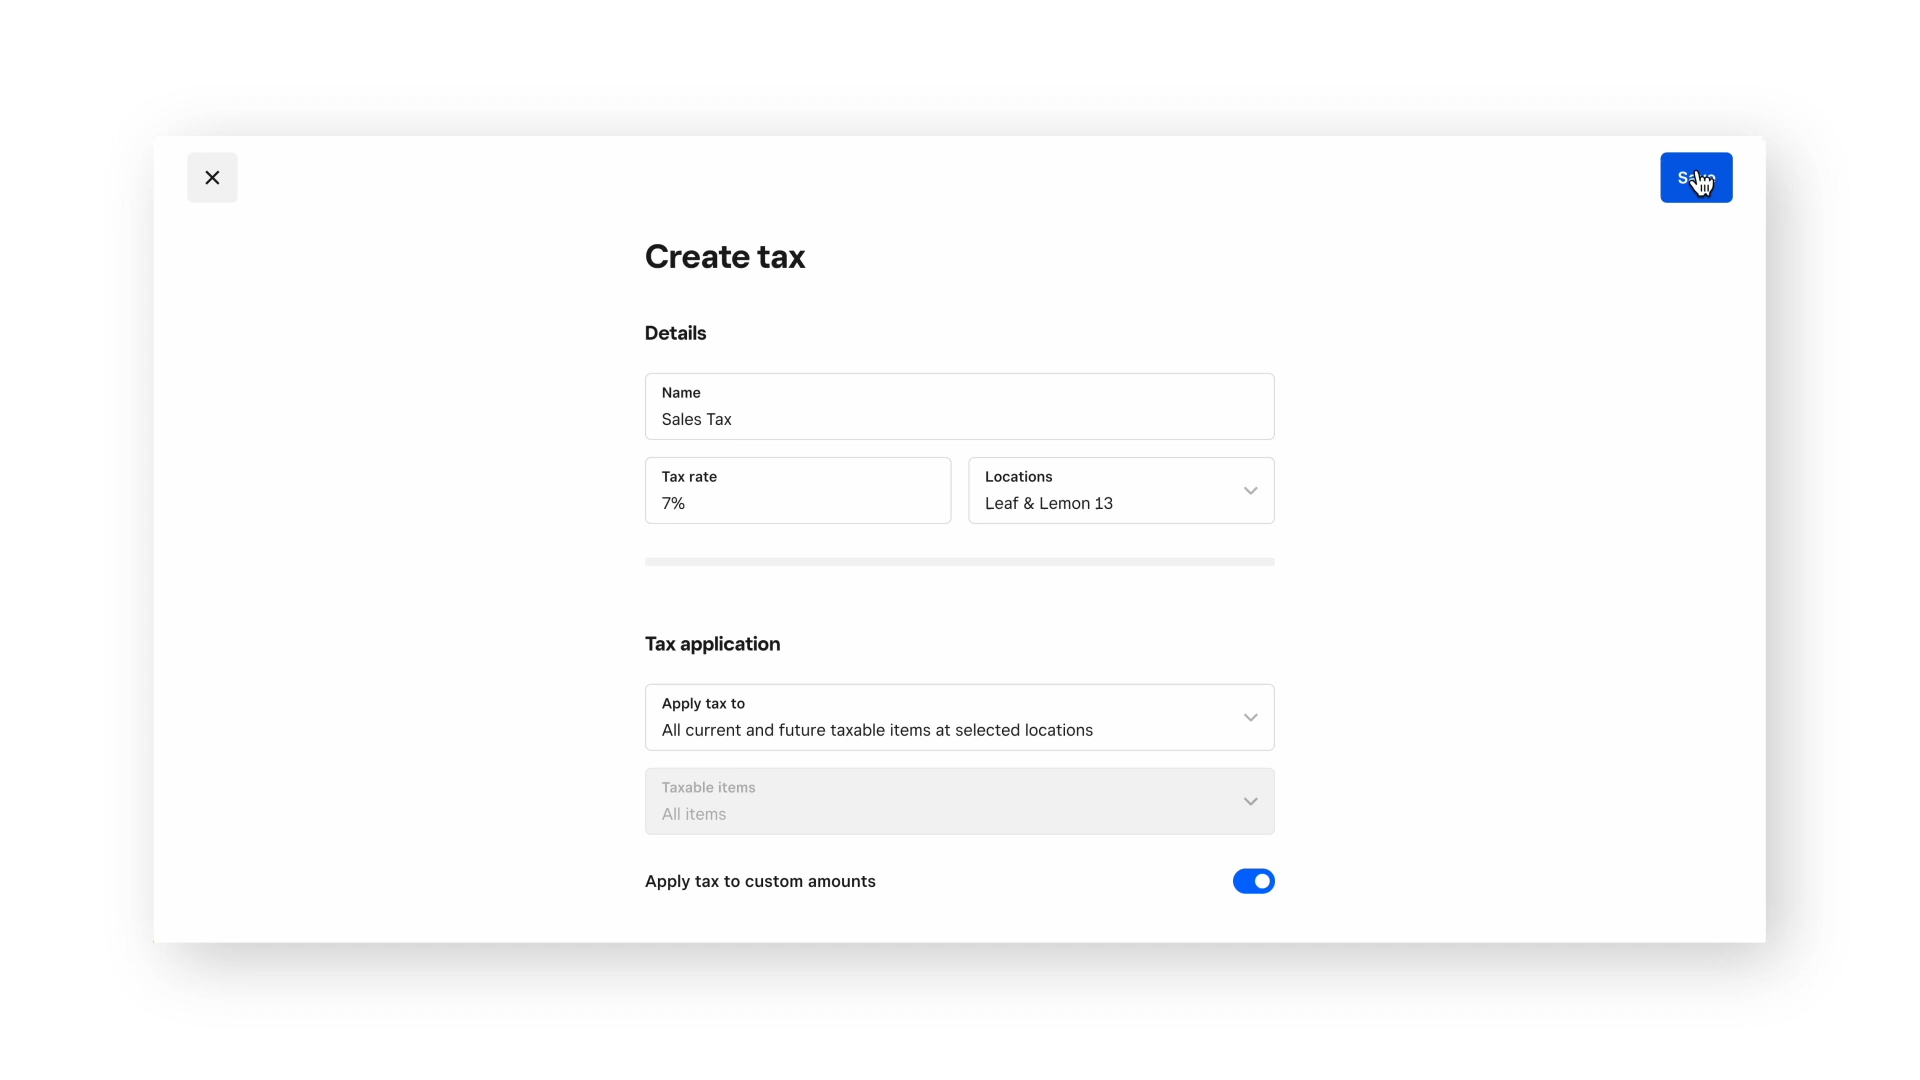 Create tax
Details
Name
Sales Tax
Tax rate
7%
Locations
Leaf & Lemon 13
Tax application
Apply tax to
All current and future taxable items at selected locations
Taxable items
All items
Apply tax to custom amounts